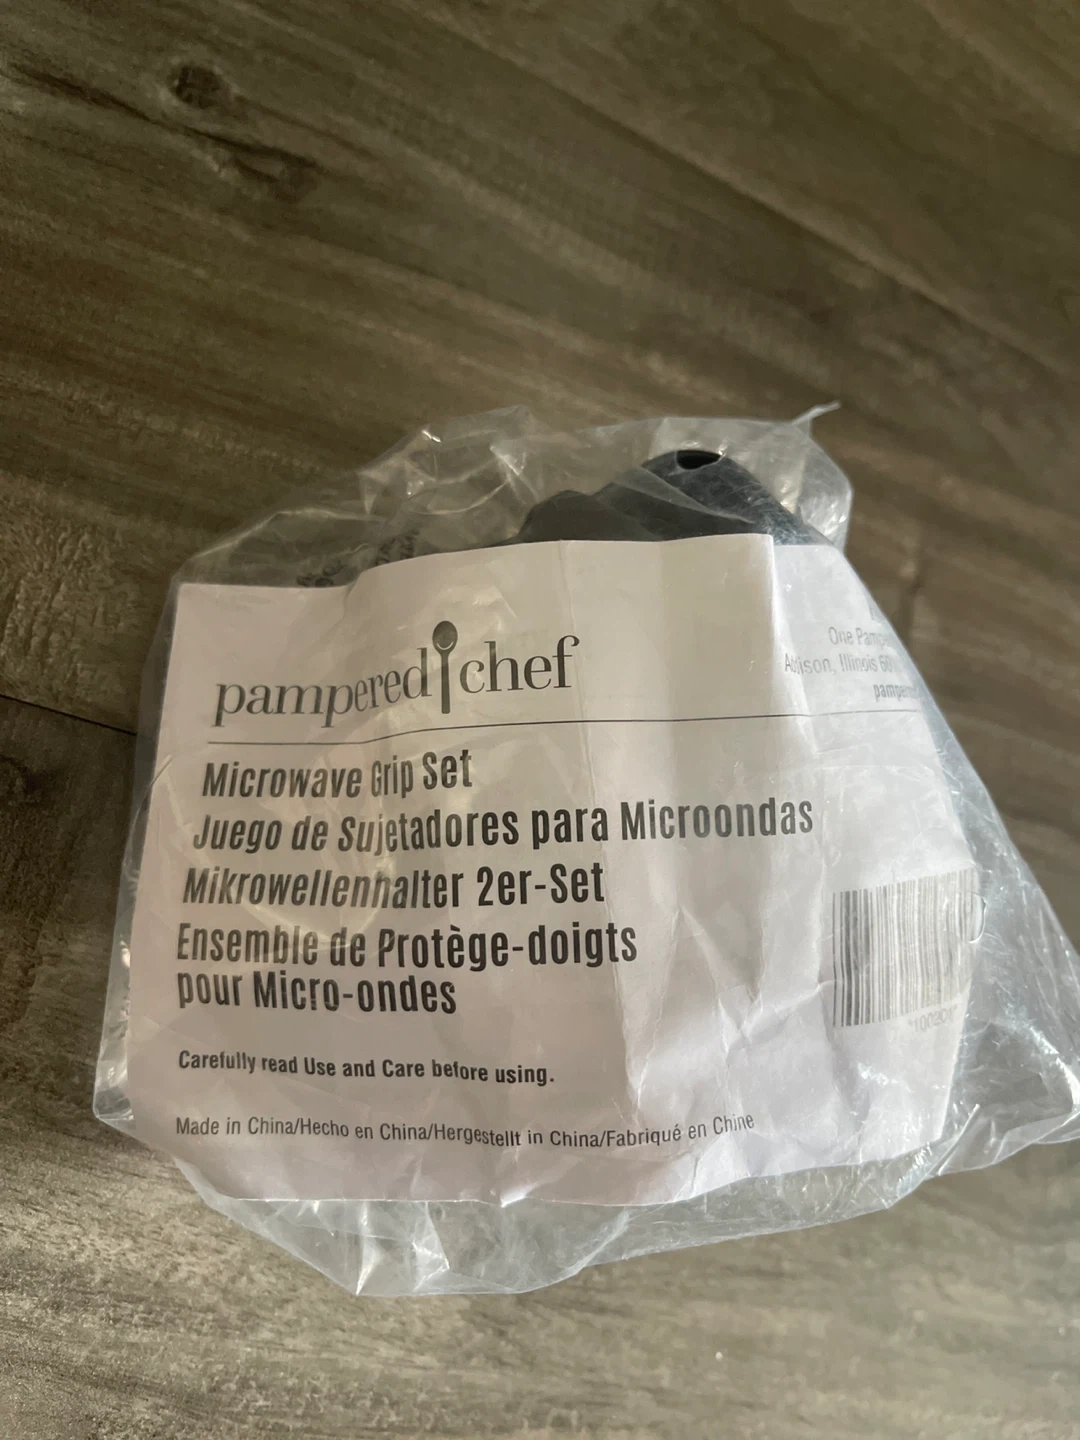 pampered chef
One
Illinois
Microwave Grip Set
Juego de Sujetadores para Microondas
Mikrowellenhalter 2er-Set
Ensemble de Protège-doigts
pour Micro-ondes
Carefully read Use and Care before using.
Made in China/Hecho en China/Hergestellt in China/Fabriqué en Chine